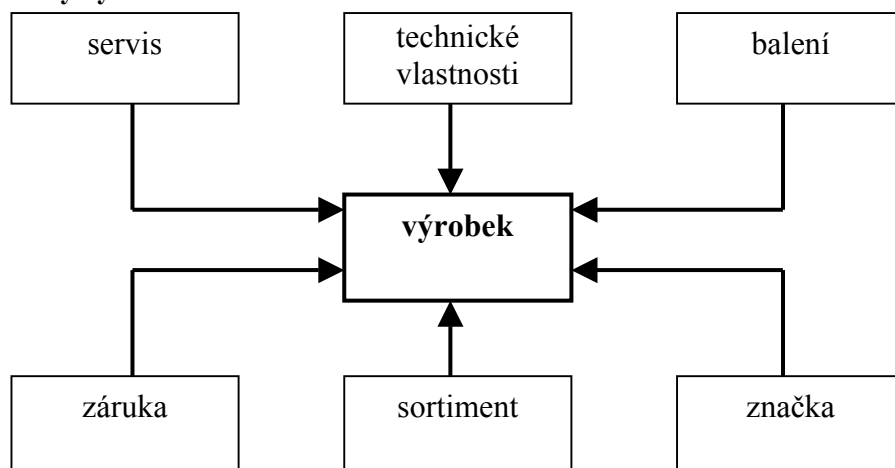 servis
technické
vlastnosti
balení
výrobek
záruka
sortiment
značka